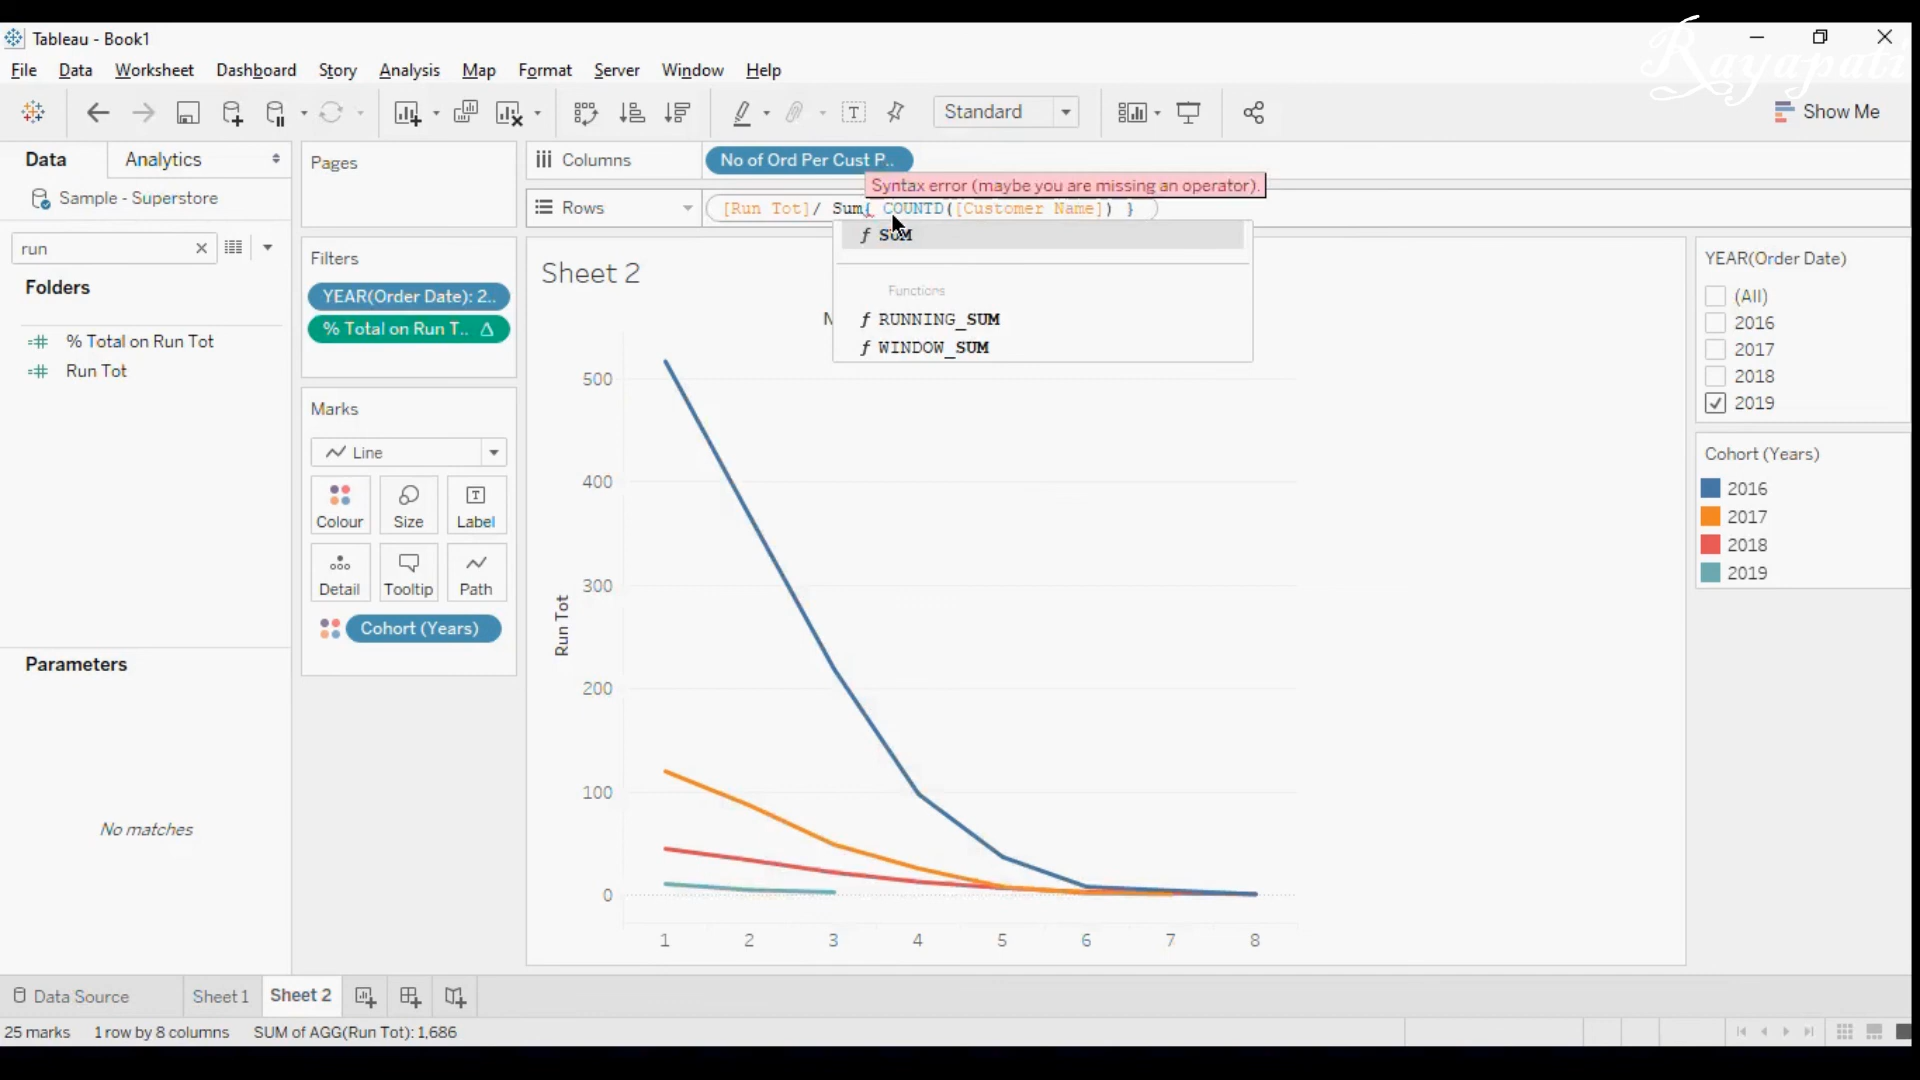 Rayapati
Tableau - Book1
File Data Worksheet Dashboard Story Analysis Map Format Server Window Help
Standard
Show Me
Data Analytics
Sample - Superstore
run
Folders
% Total on Run Tot
Run Tot
Parameters
No matches
Pages
Filters
YEAR(Order Date): 2..
% Total on Run T.. Δ
Marks
Line
Colour Size Label
Detail Tooltip Path
Cohort (Years)
Columns No of Ord Per Cust P..
Syntax error (maybe you are missing an operator).
Rows [Run Tot]/ Sum{ COUNTD([Customer Name]) }
f SUM
Functions
f RUNNING_SUM
f WINDOW_SUM
Sheet 2
N
500
400
300
200
100
0
Run Tot
1 2 3 4 5 6 7 8
YEAR(Order Date)
(All)
2016
2017
2018
2019
Cohort (Years)
2016
2017
2018
2019
Data Source Sheet 1 Sheet 2
25 marks 1 row by 8 columns SUM of AGG(Run Tot): 1,686